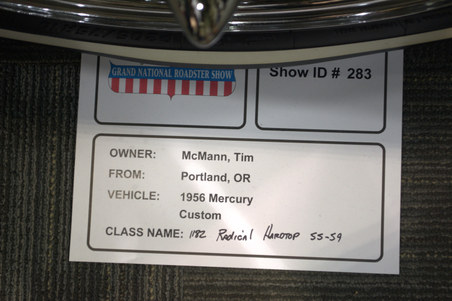 GRAND NATIONAL ROADSTER SHOW
Show ID # 283
OWNER: McMann, Tim
FROM: Portland, OR
VEHICLE: 1956 Mercury
Custom
CLASS NAME: 1182 Radical Hardtop 55-59